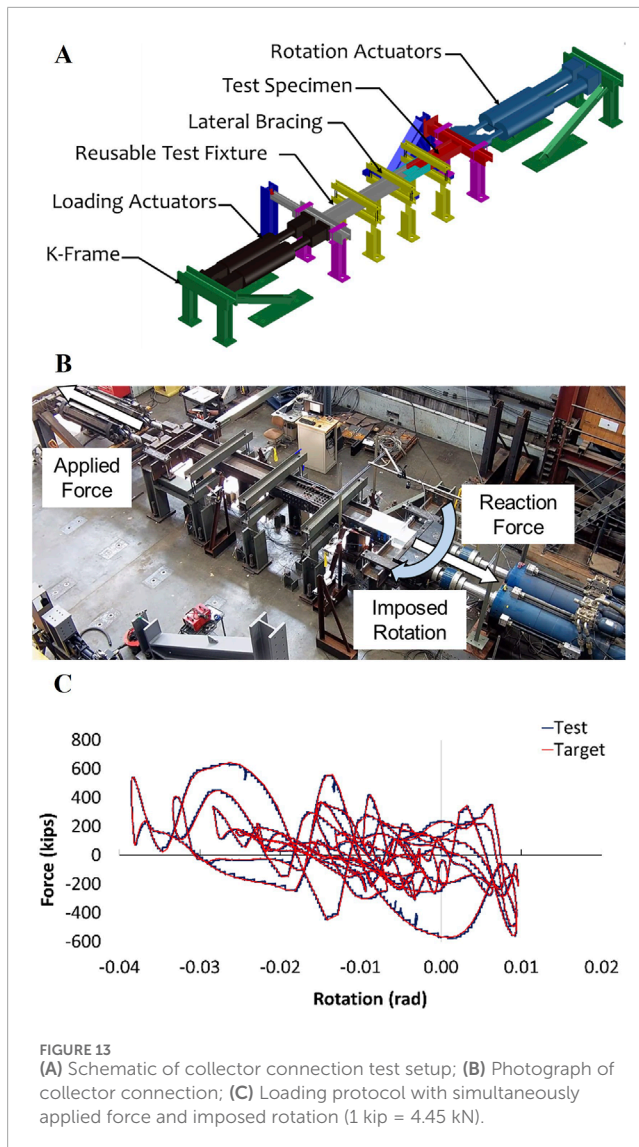 A
Rotation Actuators
Test Specimen
Lateral Bracing
Reusable Test Fixture
Loading Actuators
K-Frame
B
Applied
Force
Reaction
Force
Imposed
Rotation
C
Test
Target
Force (kips)
800
600
400
200
0
-200
-400
-600
-0.04 -0.03 -0.02 -0.01 0.00 0.01 0.02
Rotation (rad)
FIGURE 13
(A) Schematic of collector connection test setup; (B) Photograph of
collector connection; (C) Loading protocol with simultaneously
applied force and imposed rotation (1 kip = 4.45 kN).